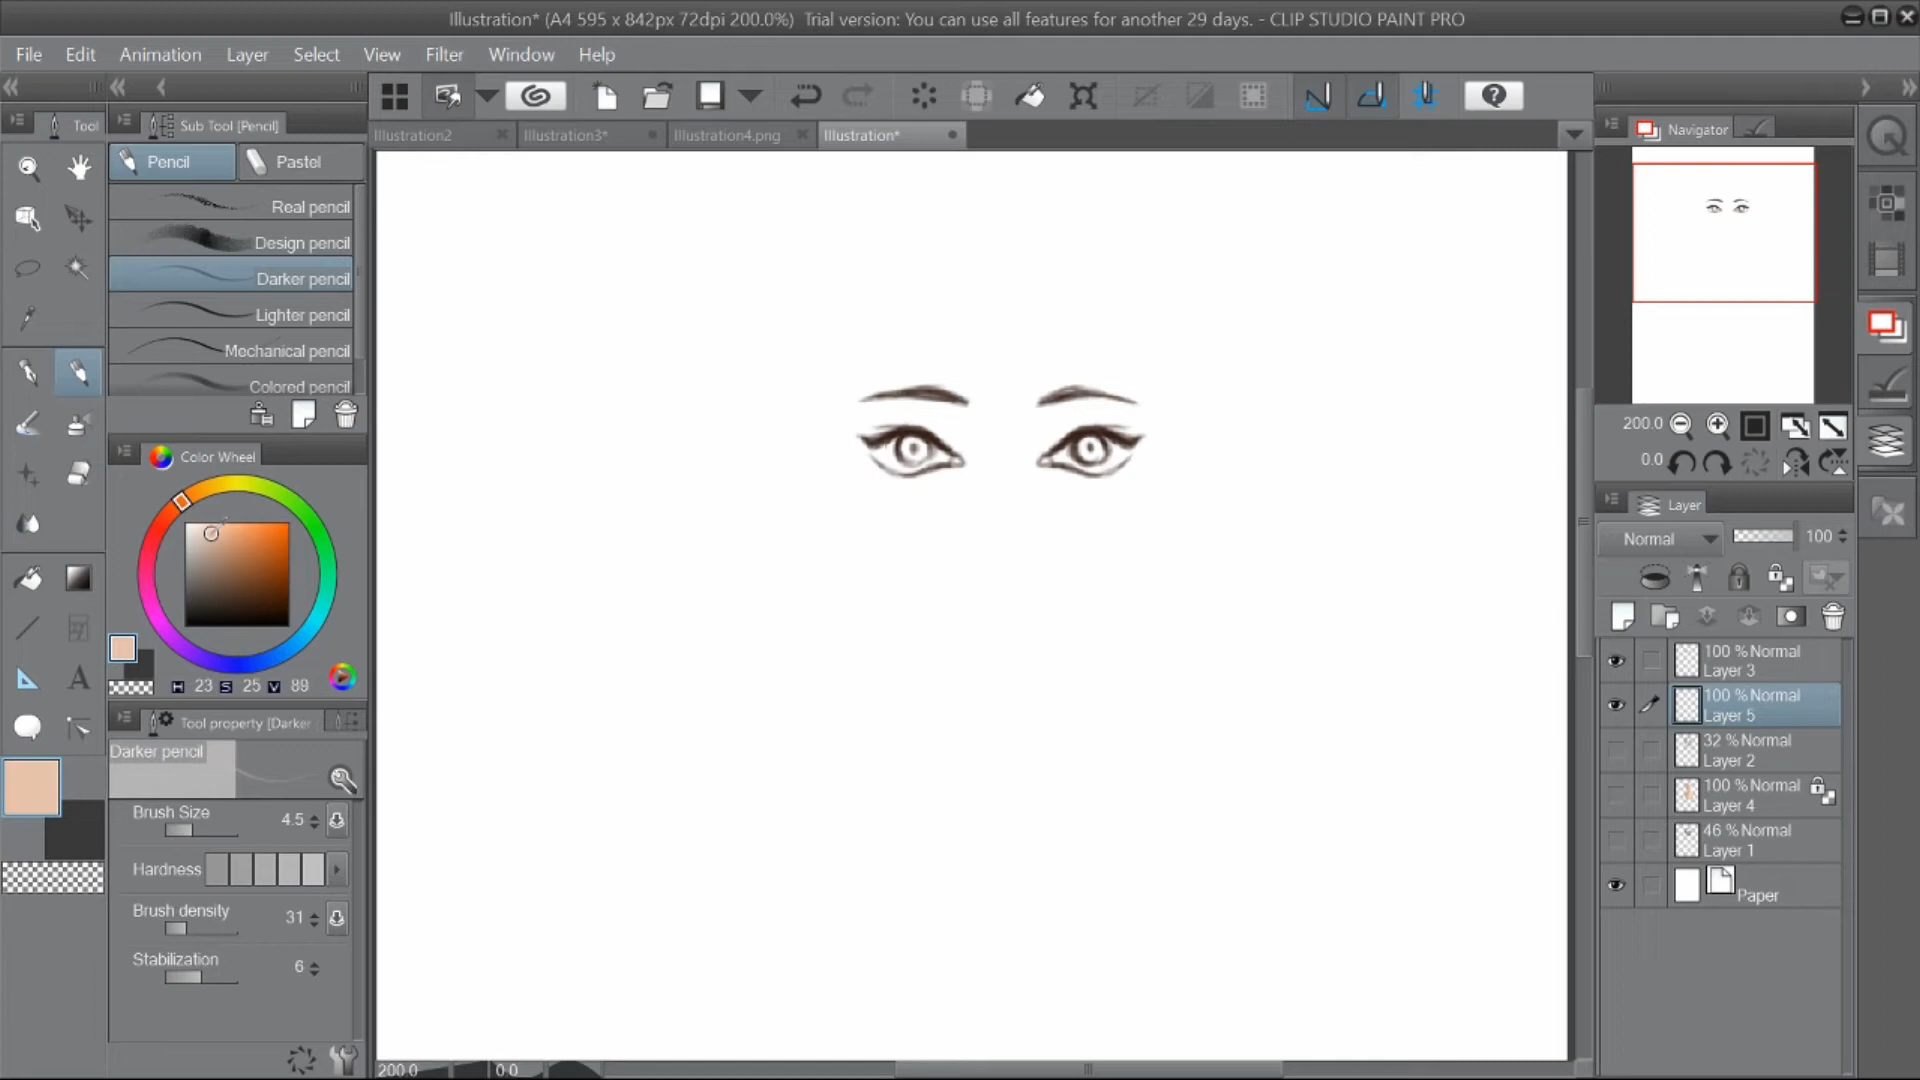 Illustration* (A4 595 x 842px 72dpi 200.0%)  Trial version: You can use all features for another 29 days. - CLIP STUDIO PAINT PRO
File Edit Animation Layer Select View Filter Window Help
Tool
Sub Tool [Pencil]
Illustration2
Illustration3*
Illustration4.png
Illustration*
Navigator
Pencil
Pastel
Real pencil
Design pencil
Darker pencil
Lighter pencil
Mechanical pencil
Colored pencil
200.0
0.0
Color Wheel
H 23 S 25 V 89
Layer
Normal
100
100 % Normal
Layer 3
100 % Normal
Layer 5
32 % Normal
Layer 2
100 % Normal
Layer 4
46 % Normal
Layer 1
Paper
Tool property [Darker
Darker pencil
Brush Size
4.5
Hardness
Brush density
31
Stabilization
6
200.0
0.0